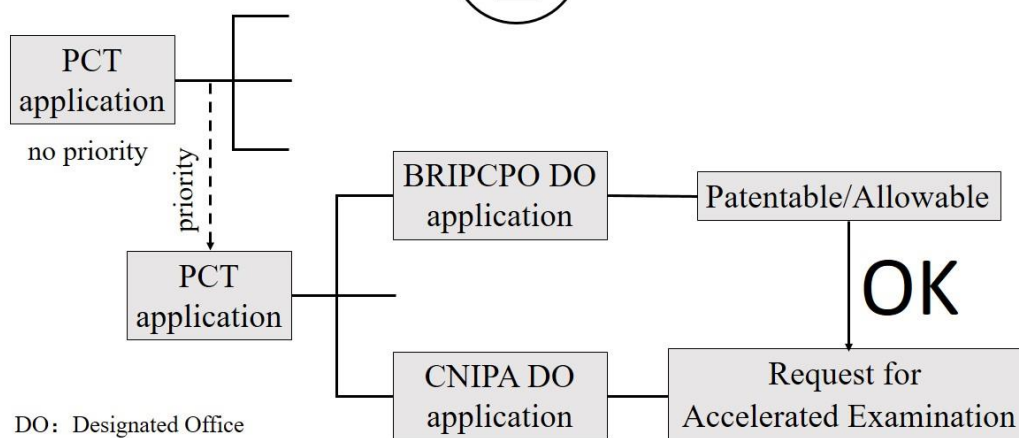 PCT
application
no priority
priority
PCT
application
BRIPCPO DO
application
Patentable/Allowable
OK
CNIPA DO
application
Request for
Accelerated Examination
DO：Designated Office